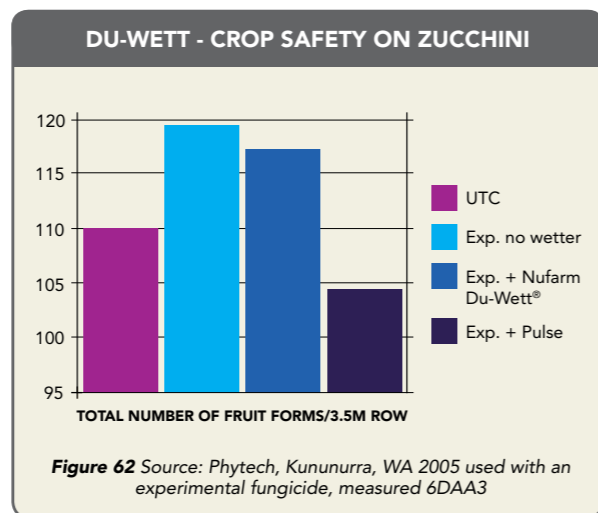 DU-WETT - CROP SAFETY ON ZUCCHINI
120
115
110
105
100
95
TOTAL NUMBER OF FRUIT FORMS/3.5M ROW
UTC
Exp. no wetter
Exp. + Nufarm
Du-Wett®
Exp. + Pulse
Figure 62 Source: Phytech, Kununurra, WA 2005 used with an
experimental fungicide, measured 6DAA3